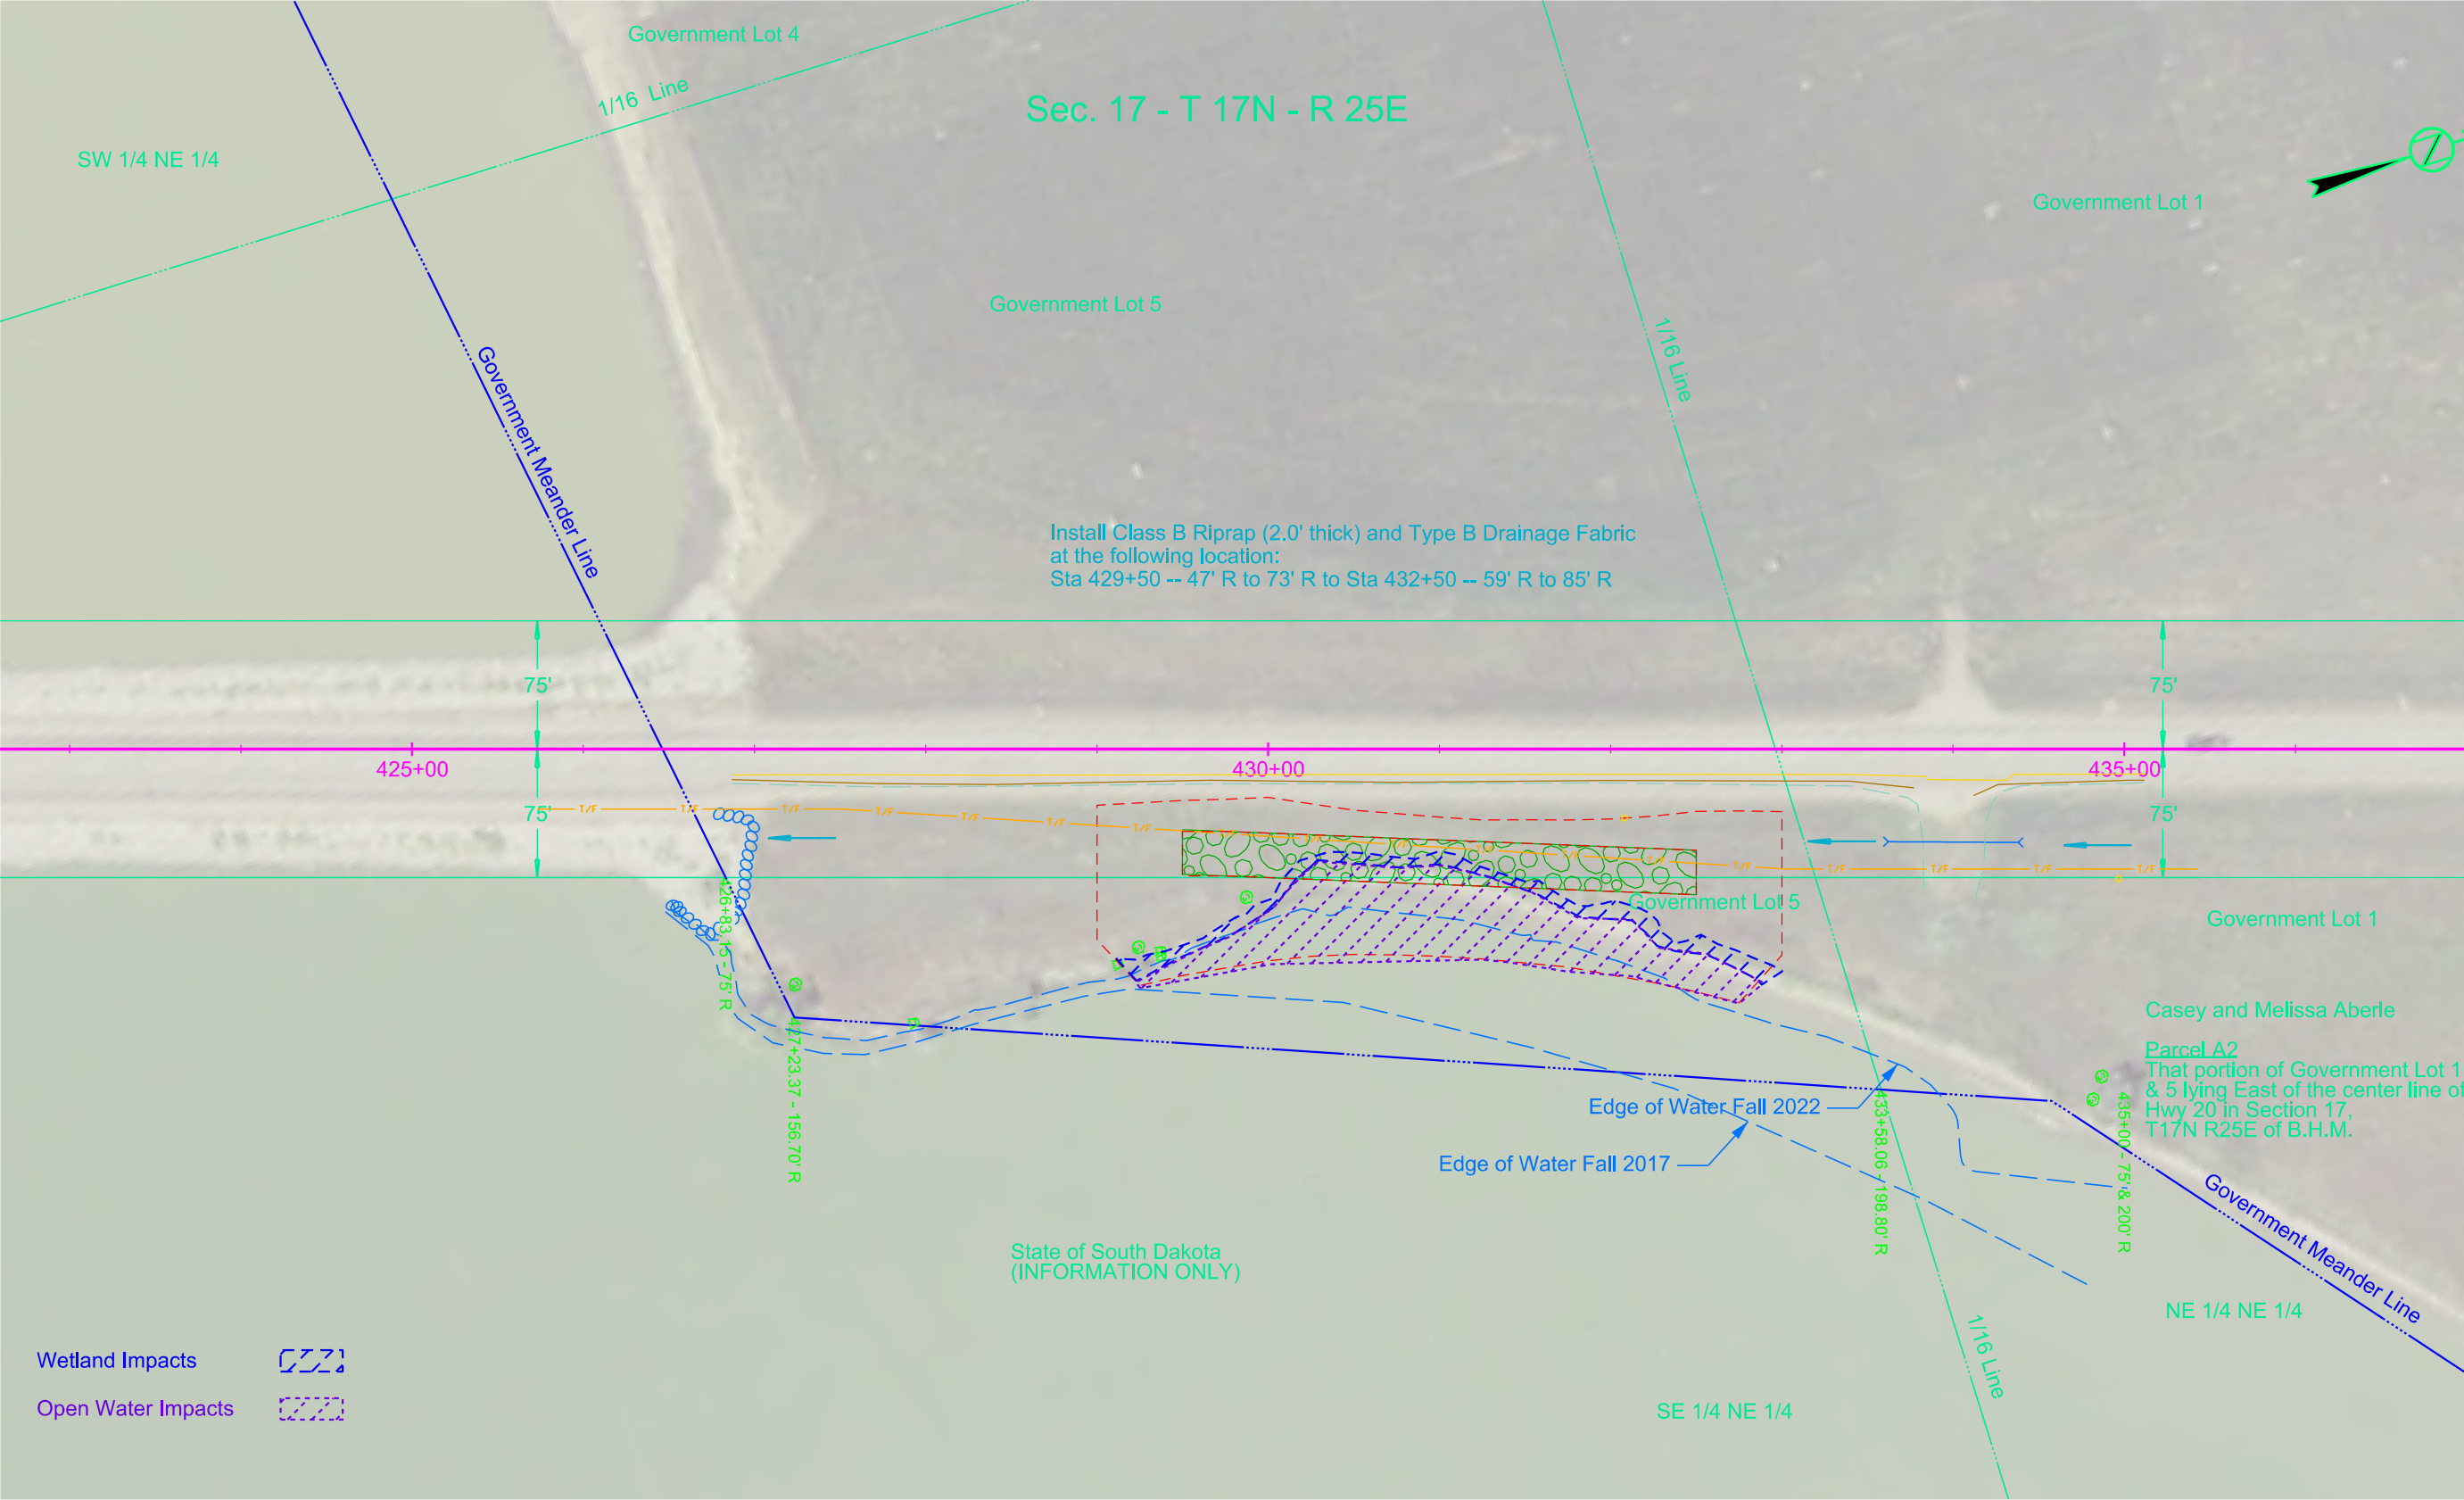 Government Lot 4
1/16 Line
Sec. 17 - T 17N - R 25E
SW 1/4 NE 1/4
Government Lot 1
Government Lot 5
1/16 Line
Government Meander Line
Install Class B Riprap (2.0' thick) and Type B Drainage Fabric
at the following location:
Sta 429+50 -- 47' R to 73' R to Sta 432+50 -- 59' R to 85' R
75'
75'
425+00
430+00
435+00
75'
75'
T/F T/F T/F T/F T/F T/F T/F T/F T/F T/F T/F T/F T/F T/F T/F T/F T/F T/F
426+83.15 - 75' R
Government Lot 5
Government Lot 1
427+23.37 - 156.70' R
Casey and Melissa Aberle
Parcel A2
That portion of Government Lot 1
& 5 lying East of the center line of
Hwy 20 in Section 17,
T17N R25E of B.H.M.
Edge of Water Fall 2022
433+58.06 - 198.80' R
435+00 - 75' & 200' R
Edge of Water Fall 2017
Government Meander Line
State of South Dakota
(INFORMATION ONLY)
NE 1/4 NE 1/4
1/16 Line
Wetland Impacts
Open Water Impacts
SE 1/4 NE 1/4